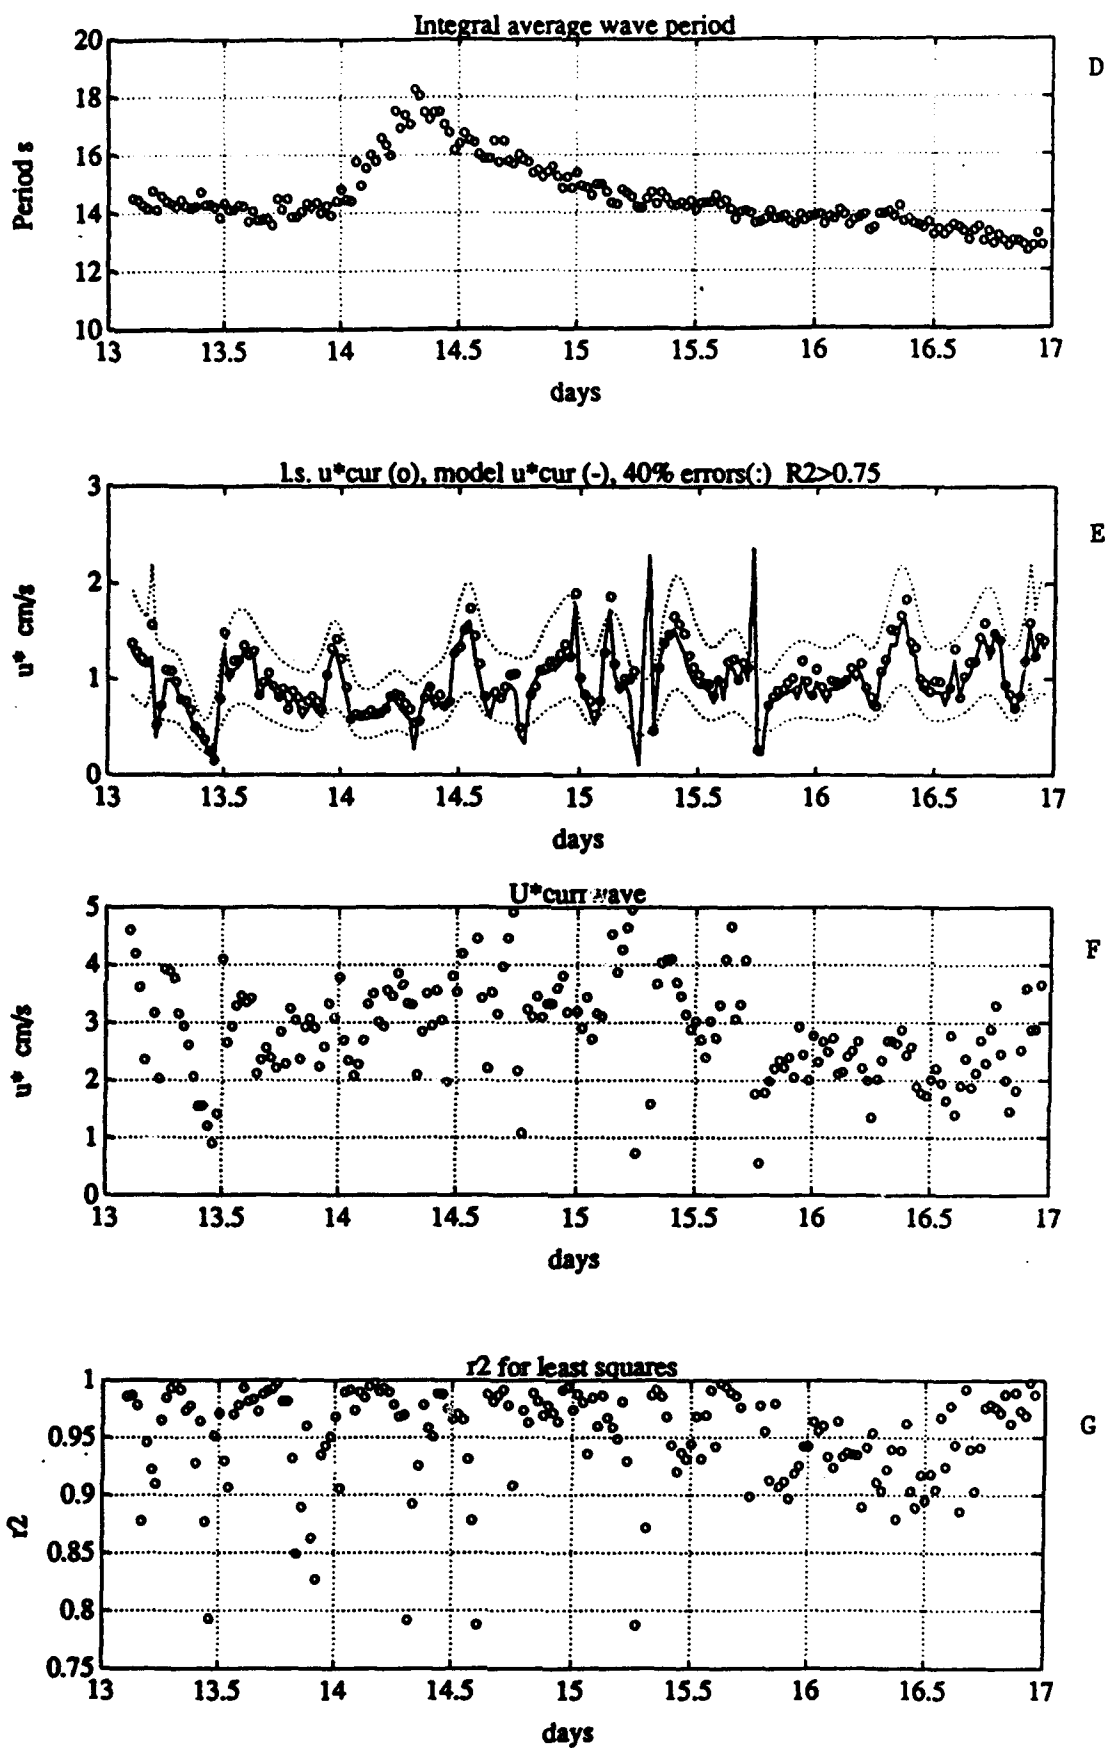 Integral average wave period
D
20
18
16
14
12
10
Period s
13 13.5 14 14.5 15 15.5 16 16.5 17
days
l.s. u*cur (o), model u*cur (-), 40% errors(:) R2>0.75
E
3
2
1
0
u* cm/s
13 13.5 14 14.5 15 15.5 16 16.5 17
days
U*curr wave
F
5
4
3
2
1
0
u* cm/s
13 13.5 14 14.5 15 15.5 16 16.5 17
days
r2 for least squares
G
1
0.95
0.9
0.85
0.8
0.75
r2
13 13.5 14 14.5 15 15.5 16 16.5 17
days